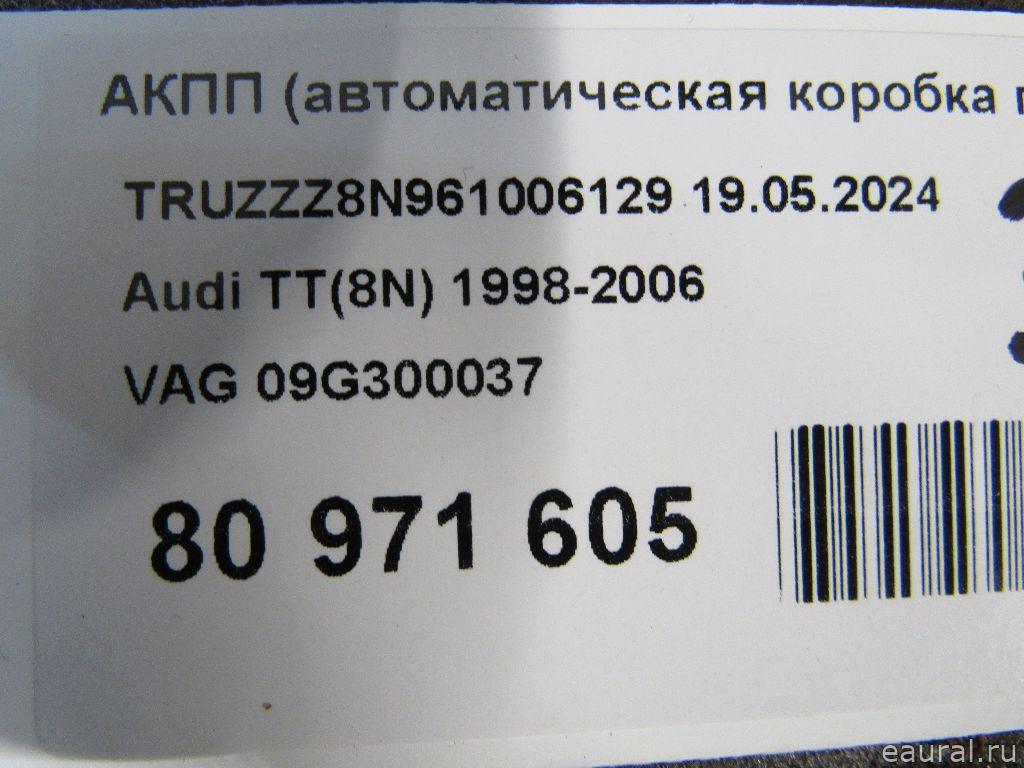 АКПП (автоматическая коробка
TRUZZZ8N961006129 19.05.2024
Audi TT(8N) 1998-2006
VAG 09G300037
80 971 605
eaural.ru